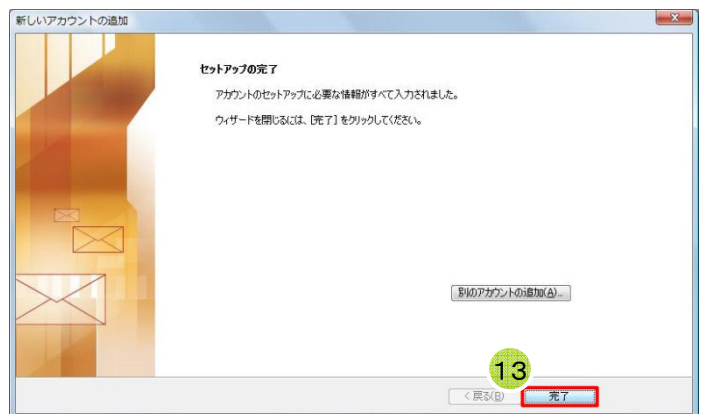 新しいアカウントの追加
セットアップの完了
アカウントのセットアップに必要な情報がすべて入力されました。
ウィザードを閉じるには、[完了] をクリックしてください。
別のアカウントの追加(A)...
13
< 戻る(B)
完了